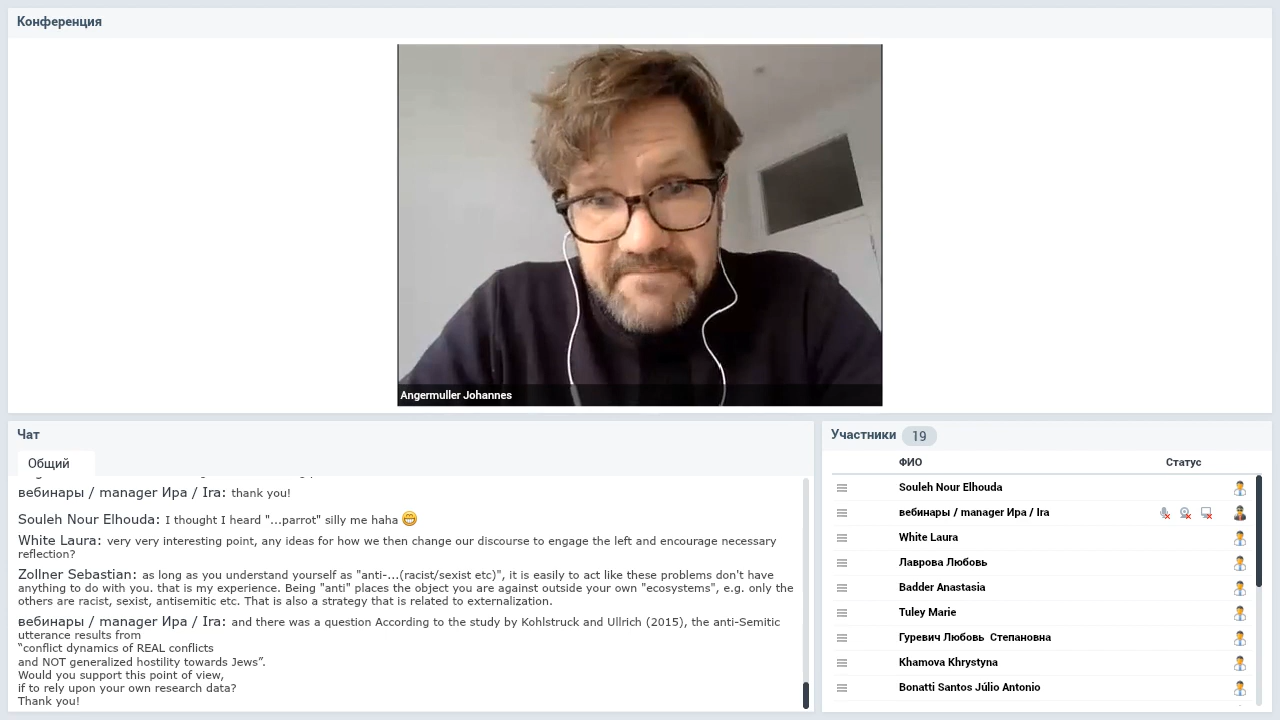 Конференция
Angermuller Johannes
Чат
Общий
вебинары / manager Ира / Ira: thank you!
Souleh Nour Elhouda: I thought I heard "...parrot" silly me haha
White Laura: very very interesting point, any ideas for how we then change our discourse to engage the left and encourage necessary
reflection?
Zollner Sebastian: as long as you understand yourself as "anti-...(racist/sexist etc)", it is easily to act like these problems don't have
anything to do with you. that is my experience. Being "anti" places the object you are against outside your own "ecosystems", e.g. only the
others are racist, sexist, antisemitic etc. That is also a strategy that is related to externalization.
вебинары / manager Ира / Ira: and there was a question According to the study by Kohlstruck and Ullrich (2015), the anti-Semitic
utterance results from
“conflict dynamics of REAL conflicts
and NOT generalized hostility towards Jews”.
Would you support this point of view,
if to rely upon your own research data?
Thank you!
Участники 19
ФИО Статус
Souleh Nour Elhouda
вебинары / manager Ира / Ira
White Laura
Лаврова Любовь
Badder Anastasia
Tuley Marie
Гуревич Любовь Степановна
Khamova Khrystyna
Bonatti Santos Júlio Antonio